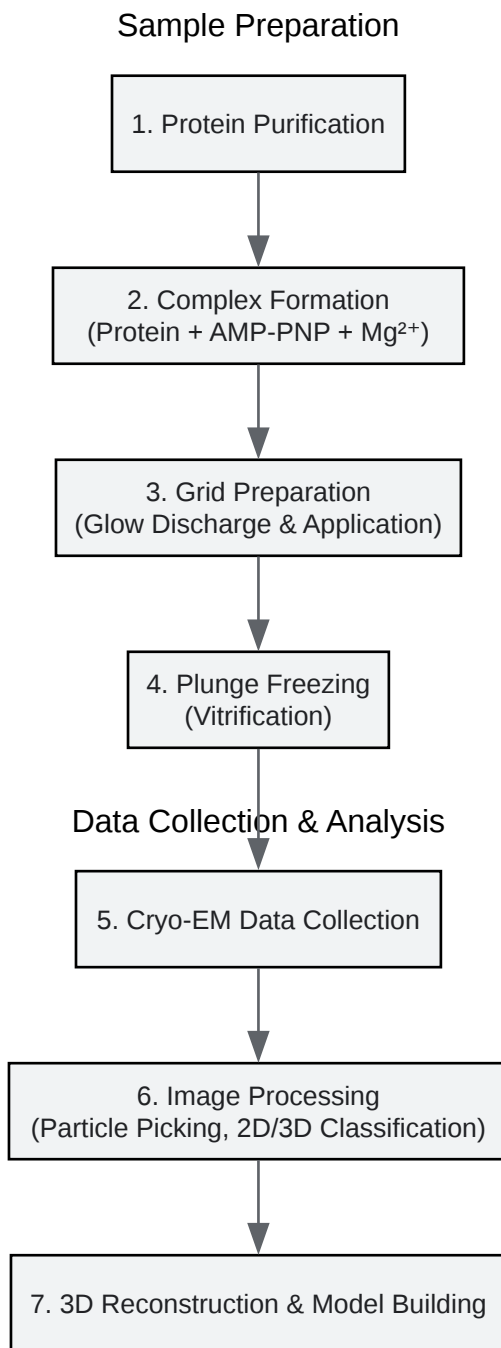 Sample Preparation
1. Protein Purification
2. Complex Formation
(Protein + AMP-PNP + Mg²⁺)
3. Grid Preparation
(Glow Discharge & Application)
4. Plunge Freezing
(Vitrification)
Data Collection & Analysis
5. Cryo-EM Data Collection
6. Image Processing
(Particle Picking, 2D/3D Classification)
7. 3D Reconstruction & Model Building